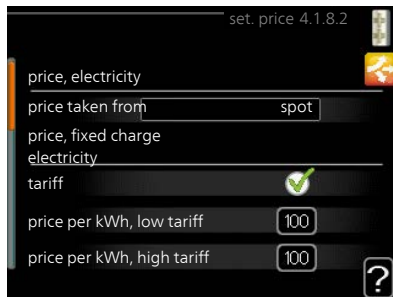 set. price 4.1.8.2
price, electricity
price taken from spot
price, fixed charge
electricity
tariff
price per kWh, low tariff 100
price per kWh, high tariff 100
?